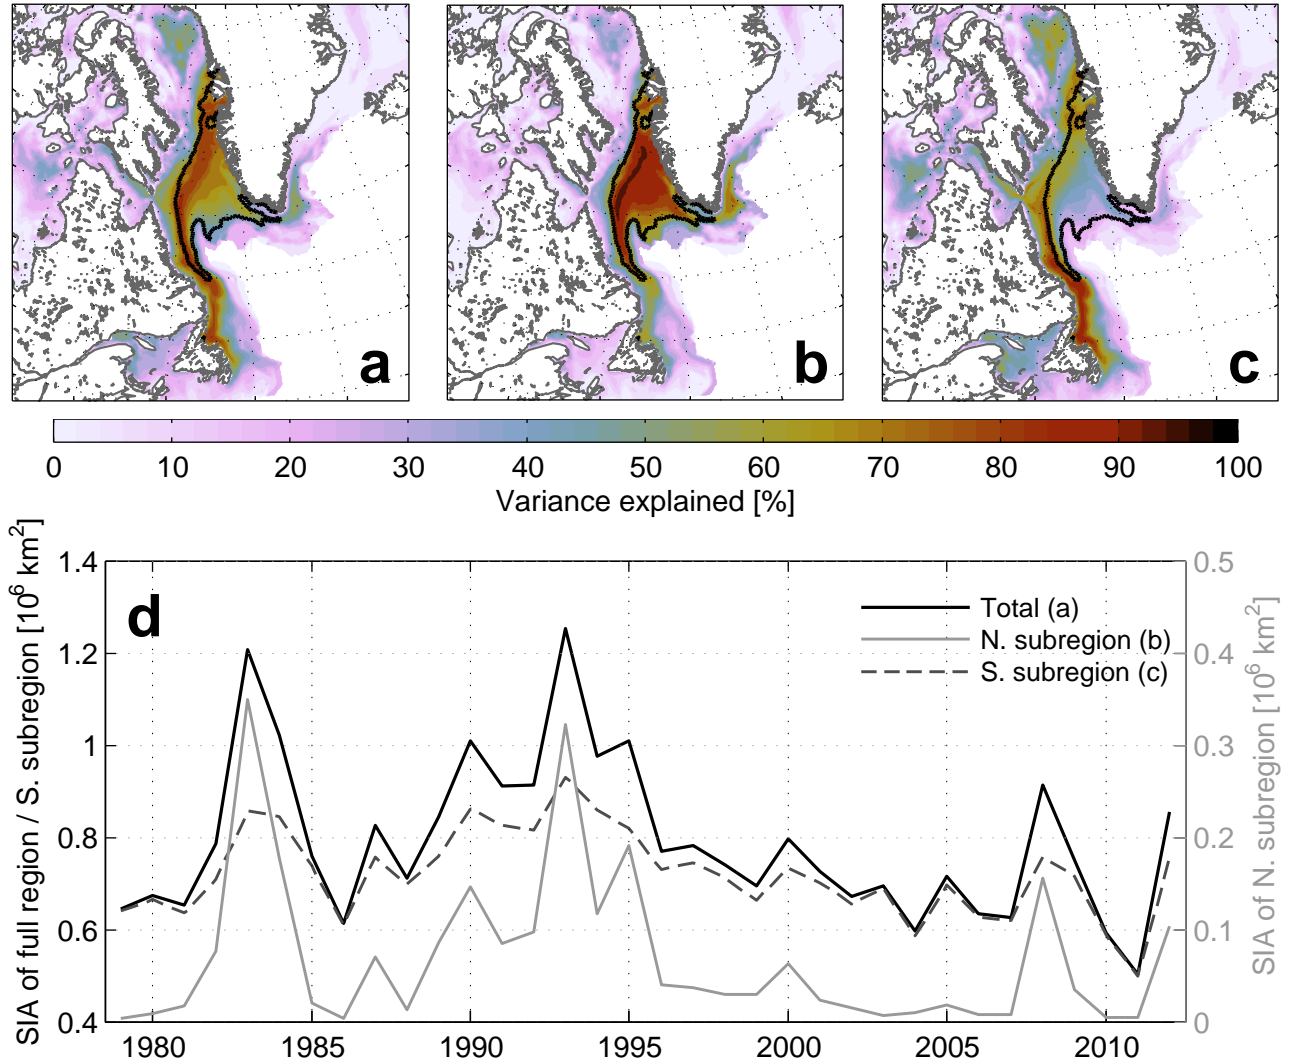 a
b
c
0 10 20 30 40 50 60 70 80 90 100
Variance explained [%]
SIA of full region / S. subregion [10⁶ km²]
1.4
1.2
1
0.8
0.6
0.4
d
Total (a)
N. subregion (b)
S. subregion (c)
0.5
0.4
0.3
0.2
0.1
0
SIA of N. subregion [10⁶ km²]
1980 1985 1990 1995 2000 2005 2010